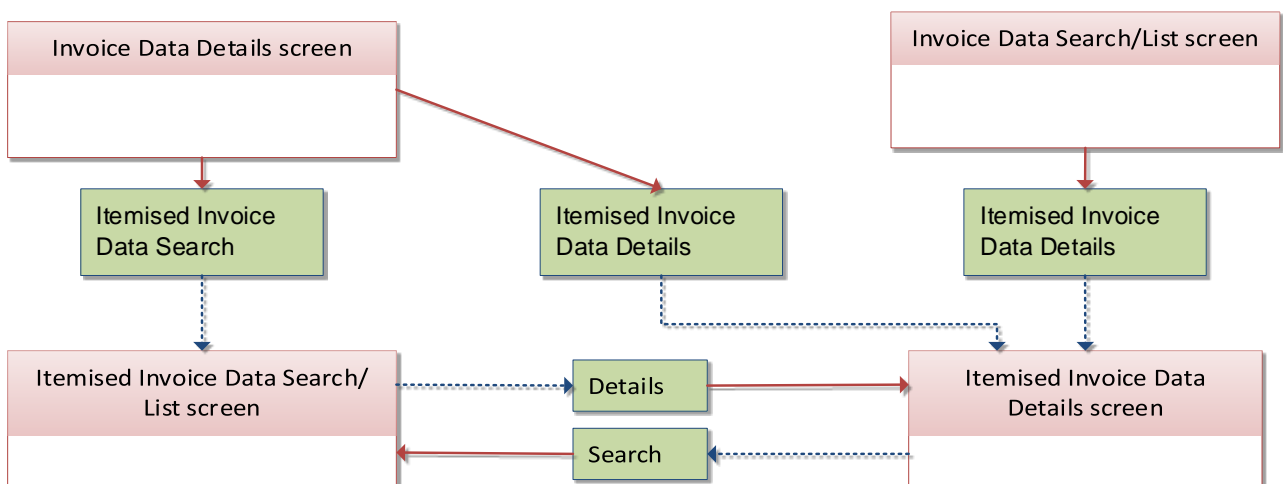 Invoice Data Details screen
Invoice Data Search/List screen
Itemised Invoice
Data Search
Itemised Invoice
Data Details
Itemised Invoice
Data Details
Itemised Invoice Data Search/
List screen
Details
Search
Itemised Invoice Data
Details screen